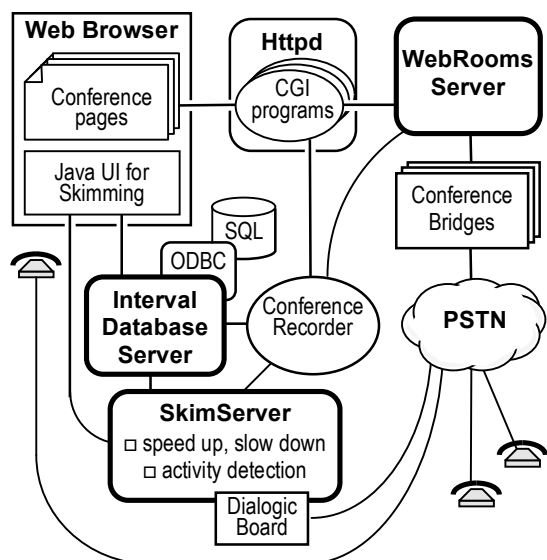 Web Browser
Conference
pages
Java UI for
Skimming
Httpd
CGI
programs
WebRooms
Server
Conference
Bridges
SQL
ODBC
Interval
Database
Server
Conference
Recorder
PSTN
SkimServer
□ speed up, slow down
□ activity detection
Dialogic
Board